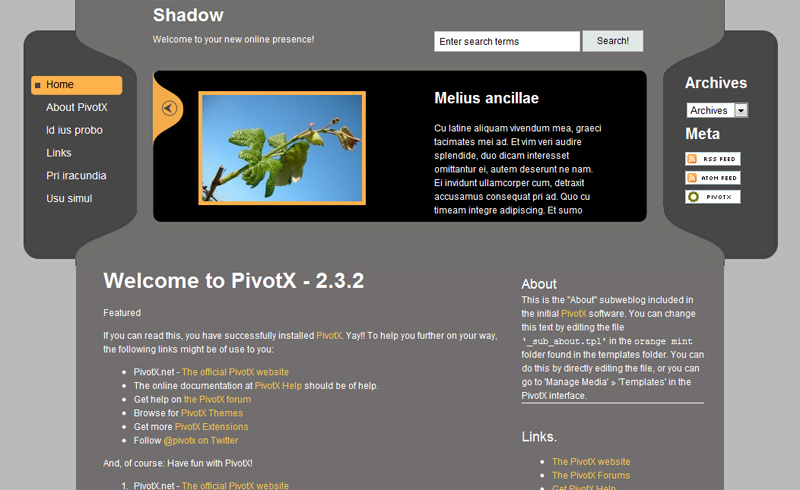 Shadow
Welcome to your new online presence!
Enter search terms
Search!
Home
About PivotX
Id ius probo
Links
Pri iracundia
Usu simul
Melius ancillae
Cu latine aliquam vivendum mea, graeci
tacimates mei ad. Et vim veri audire
splendide, duo dicam interesset
omittantur ei, autem deserunt ne nam.
Ei invidunt ullamcorper cum, detraxit
accusamus consequat pri ad. Quo cu
timeam integre adipiscing. Et sumo
Archives
Archives
Meta
RSS FEED
ATOM FEED
PIVOTX
Welcome to PivotX - 2.3.2
Featured
If you can read this, you have successfully installed PivotX. Yay!! To help you further on your way,
the following links might be of use to you:
• PivotX.net - The official PivotX website
• The online documentation at PivotX Help should be of help.
• Get help on the PivotX forum
• Browse for PivotX Themes
• Get more PivotX Extensions
• Follow @pivotx on Twitter
And, of course: Have fun with PivotX!
1. PivotX.net - The official PivotX website
About
This is the "About" subweblog included in
the initial PivotX software. You can change
this text by editing the file
'_sub_about.tpl' in the orange mint
folder found in the templates folder. You can
do this by directly editing the file, or you can
go to 'Manage Media' » 'Templates' in the
PivotX interface.
Links.
• The PivotX website
• The PivotX Forums
• Get PivotX Help